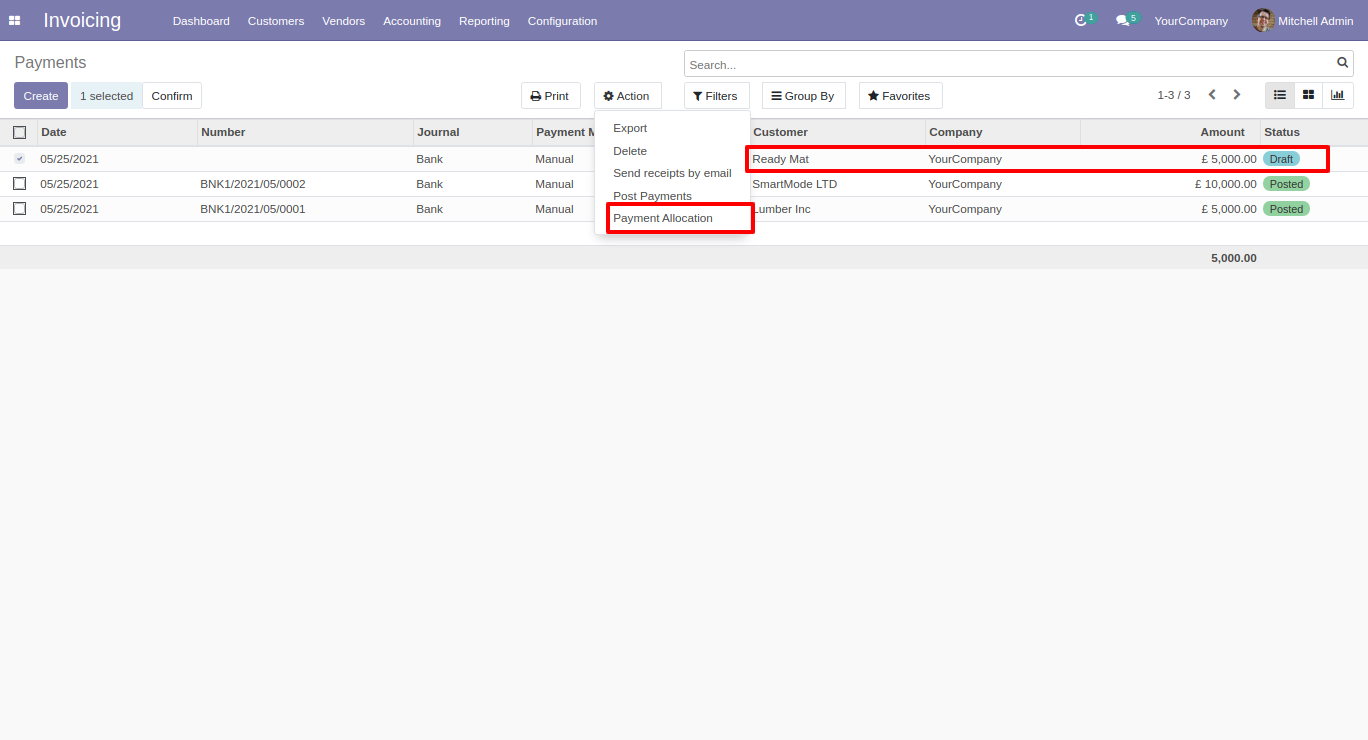 Invoicing Dashboard Customers Vendors Accounting Reporting Configuration 1 5 YourCompany Mitchell Admin
Payments Search...
Create 1 selected Confirm Print Action Filters Group By Favorites 1-3 / 3
Date Number Journal Payment M Customer Company Amount Status
05/25/2021 Bank Manual Ready Mat YourCompany £ 5,000.00 Draft
05/25/2021 BNK1/2021/05/0002 Bank Manual SmartMode LTD YourCompany £ 10,000.00 Posted
05/25/2021 BNK1/2021/05/0001 Bank Manual Lumber Inc YourCompany £ 5,000.00 Posted
5,000.00
Export
Delete
Send receipts by email
Post Payments
Payment Allocation